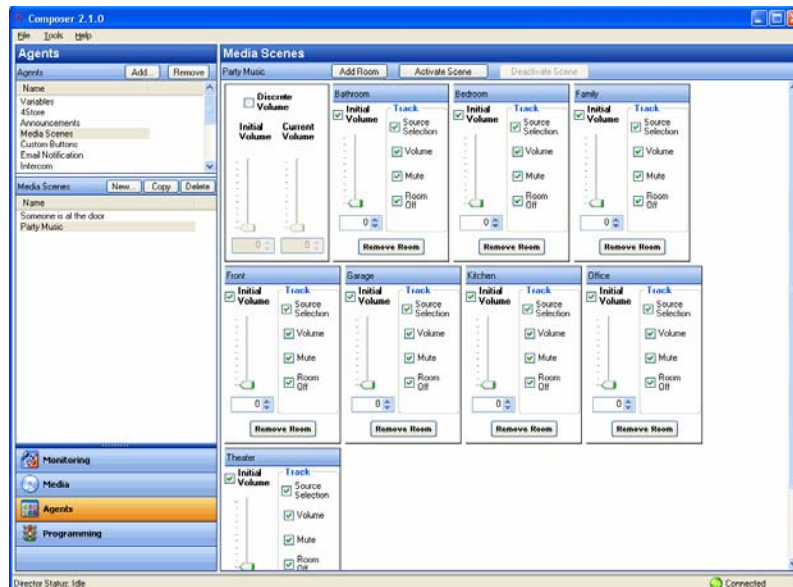 Composer 2.1.0
File Tools Help
Agents
Agents Add... Remove
Name
Variables
4Store
Announcements
Media Scenes
Custom Buttons
Email Notification
Intercom
Media Scenes New... Copy Delete
Name
Someone is at the door
Party Music
Monitoring
Media
Agents
Programming
Media Scenes
Party Music Add Room Activate Scene Deactivate Scene
Discrete Volume
Initial Volume Current Volume
0 0
Bathroom
Initial Volume
Track
Source Selection
Volume
Mute
Room Off
0
Remove Room
Bedroom
Initial Volume
Track
Source Selection
Volume
Mute
Room Off
0
Remove Room
Family
Initial Volume
Track
Source Selection
Volume
Mute
Room Off
0
Remove Room
Front
Initial Volume
Track
Source Selection
Volume
Mute
Room Off
0
Remove Room
Garage
Initial Volume
Track
Source Selection
Volume
Mute
Room Off
0
Remove Room
Kitchen
Initial Volume
Track
Source Selection
Volume
Mute
Room Off
0
Remove Room
Office
Initial Volume
Track
Source Selection
Volume
Mute
Room Off
0
Remove Room
Theater
Initial Volume
Track
Source Selection
Volume
Mute
Room Off
Director Status: Idle
Connected